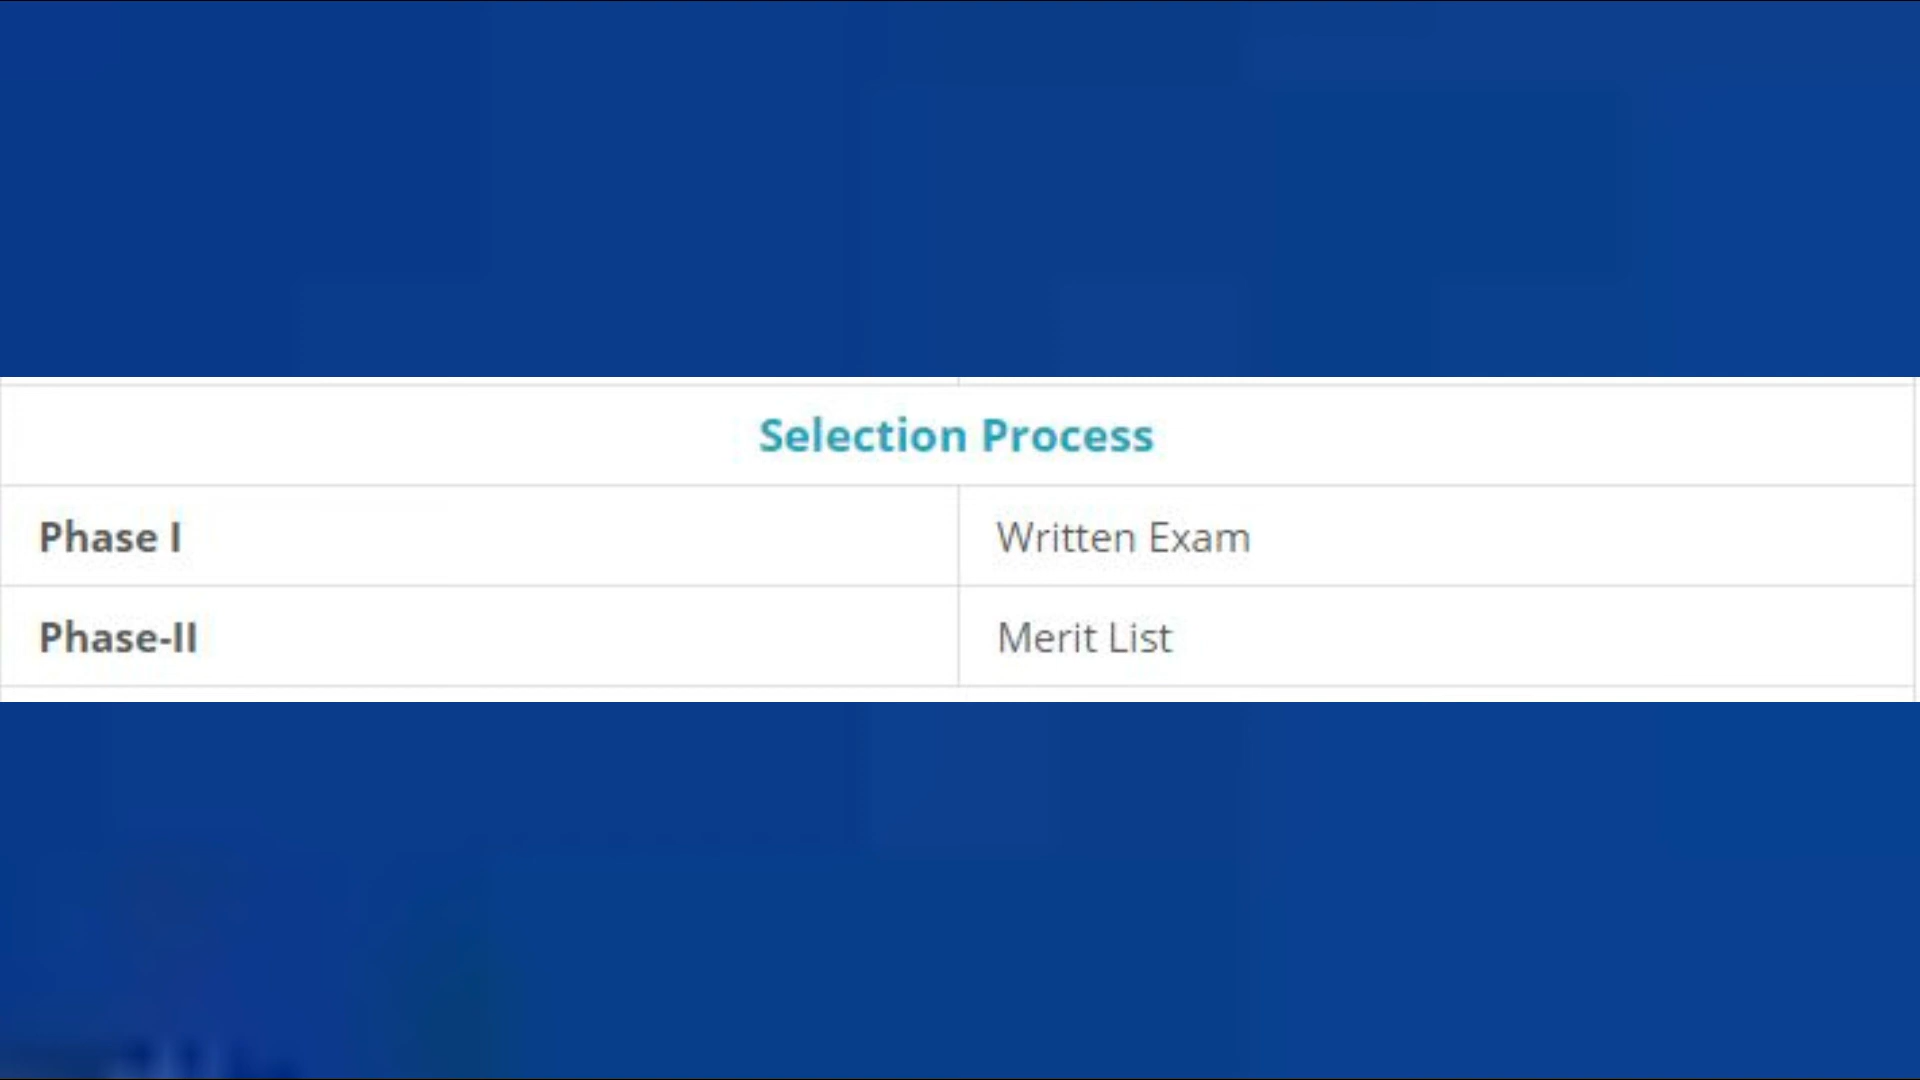 Selection Process
Phase I Written Exam
Phase-II Merit List